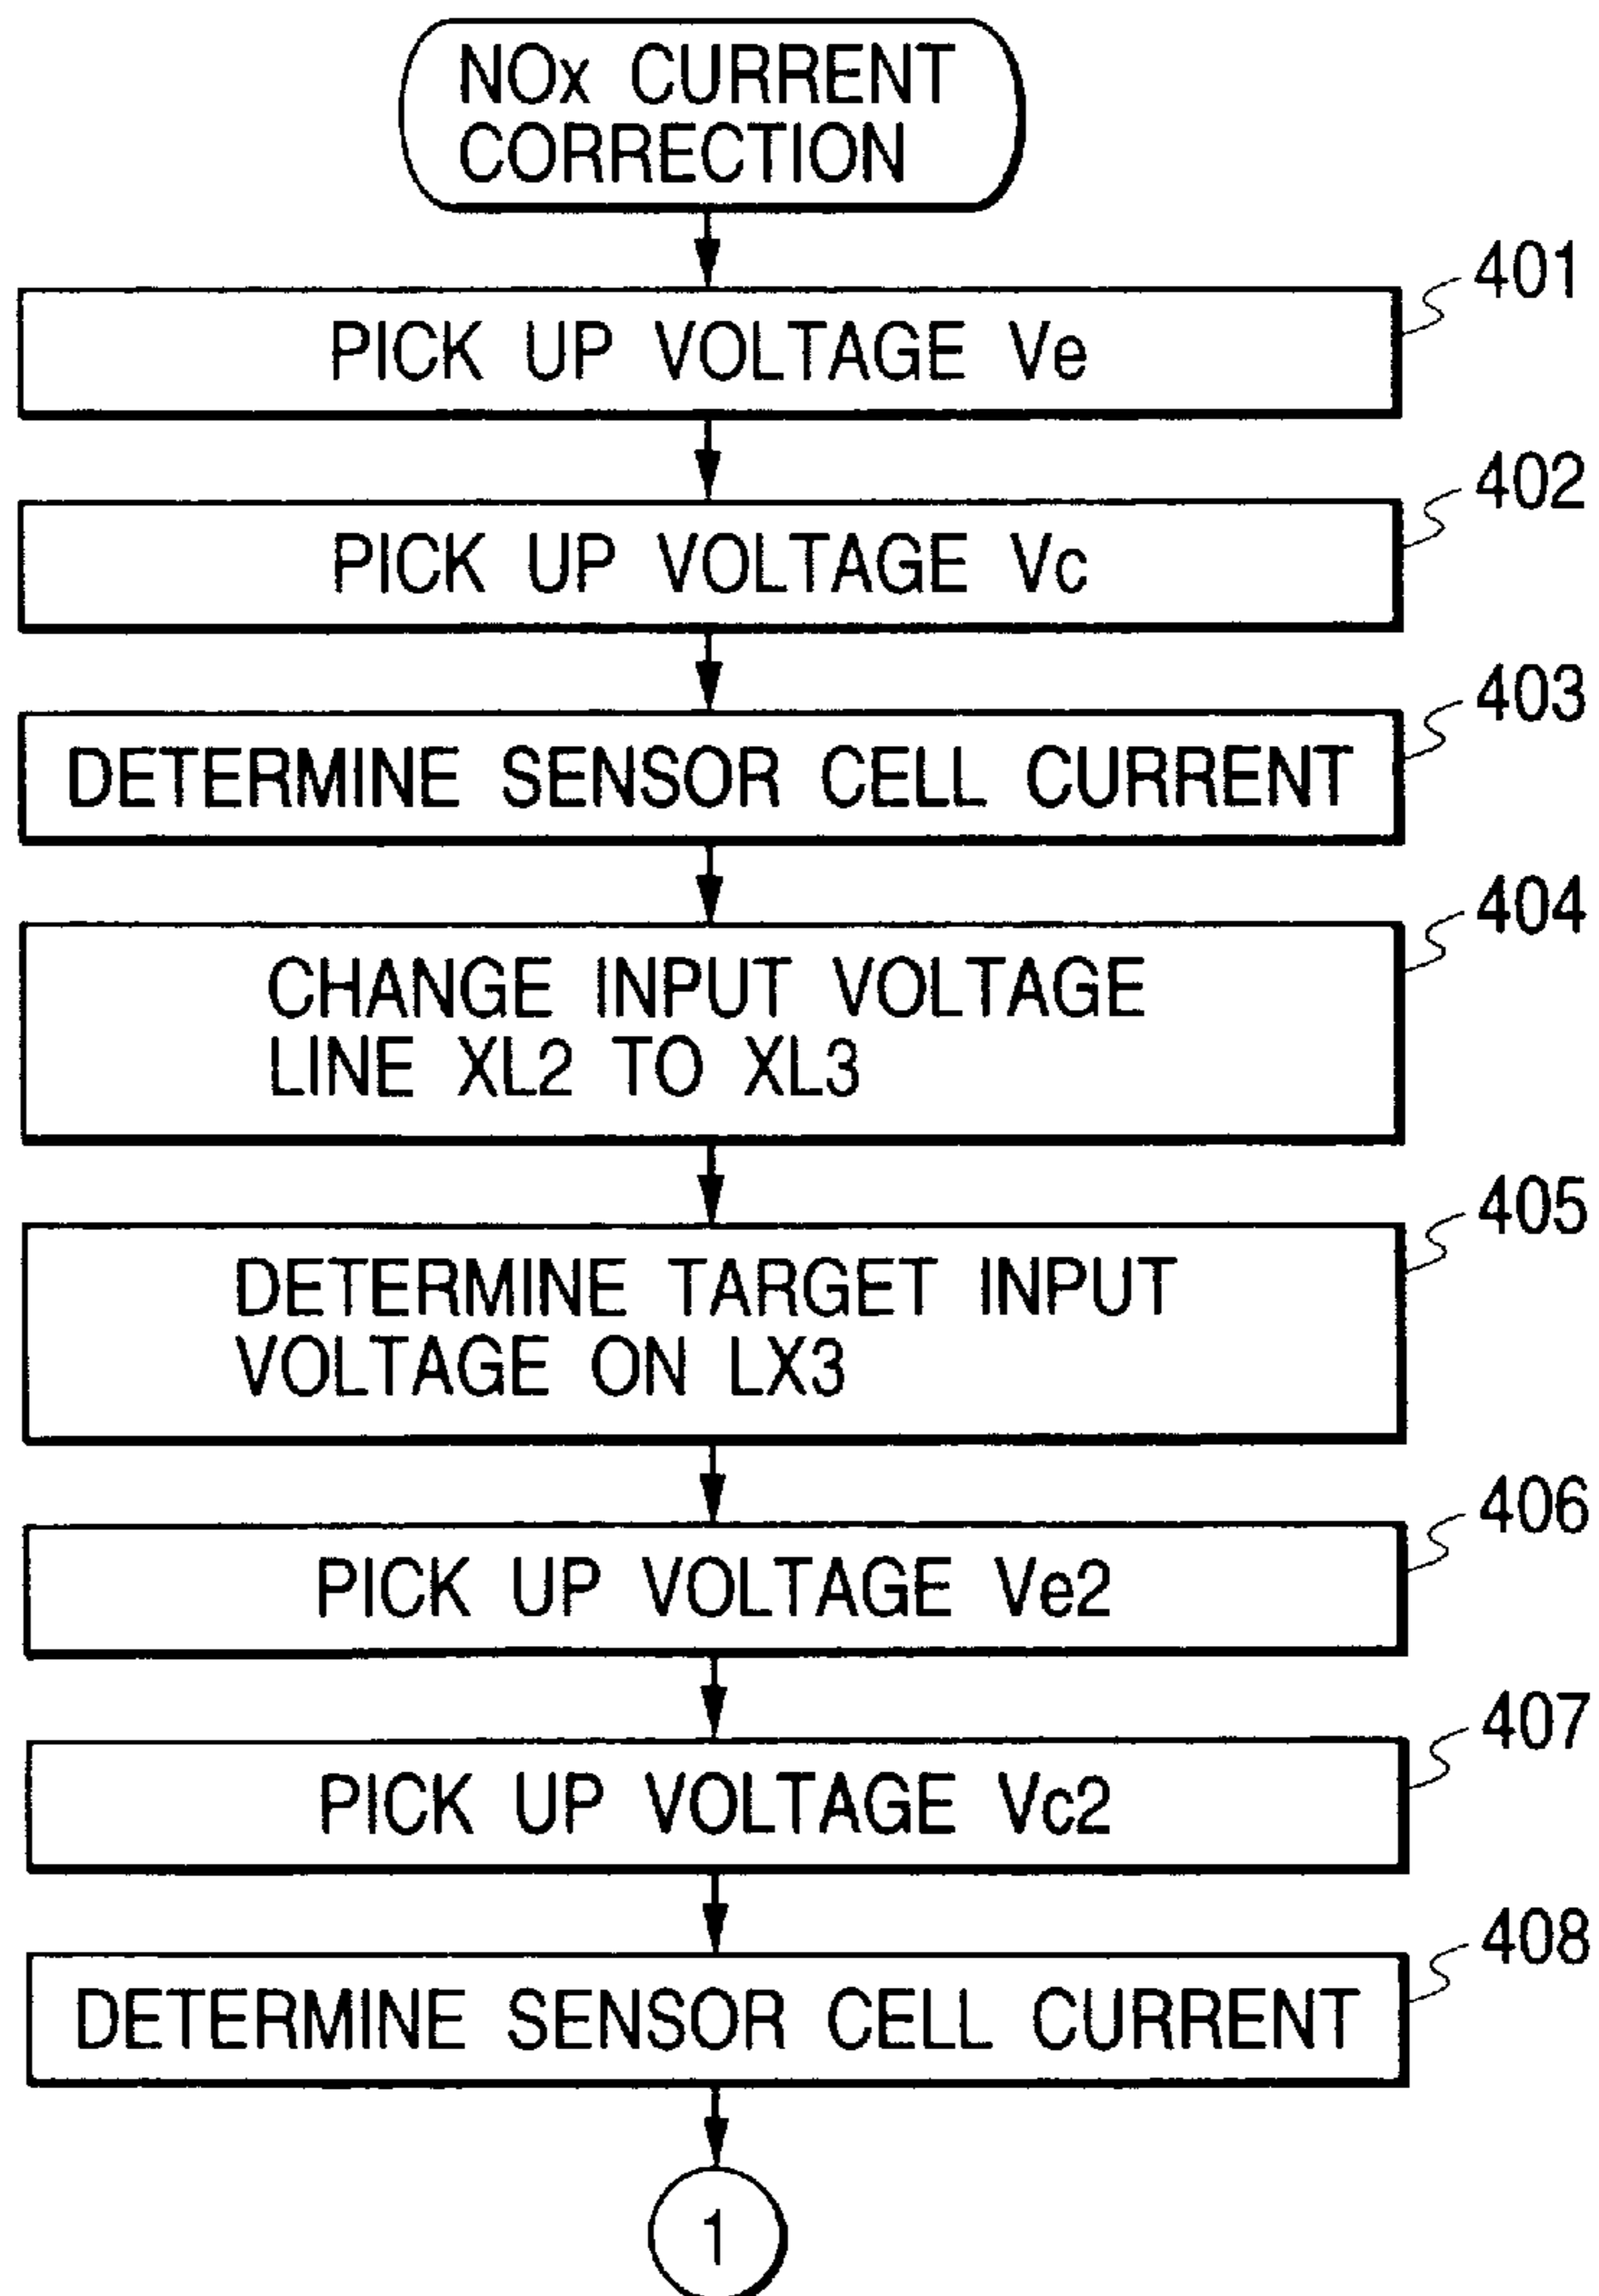 NOx CURRENT
CORRECTION
401
PICK UP VOLTAGE Ve
402
PICK UP VOLTAGE Vc
403
DETERMINE SENSOR CELL CURRENT
404
CHANGE INPUT VOLTAGE
LINE XL2 TO XL3
405
DETERMINE TARGET INPUT
VOLTAGE ON LX3
406
PICK UP VOLTAGE Ve2
407
PICK UP VOLTAGE Vc2
408
DETERMINE SENSOR CELL CURRENT
1